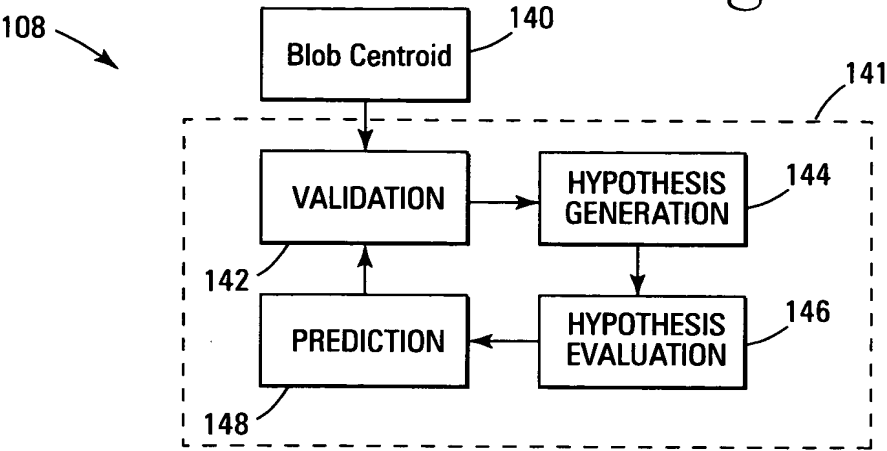 108
Blob Centroid
140
141
VALIDATION
142
HYPOTHESIS
GENERATION
144
PREDICTION
148
HYPOTHESIS
EVALUATION
146